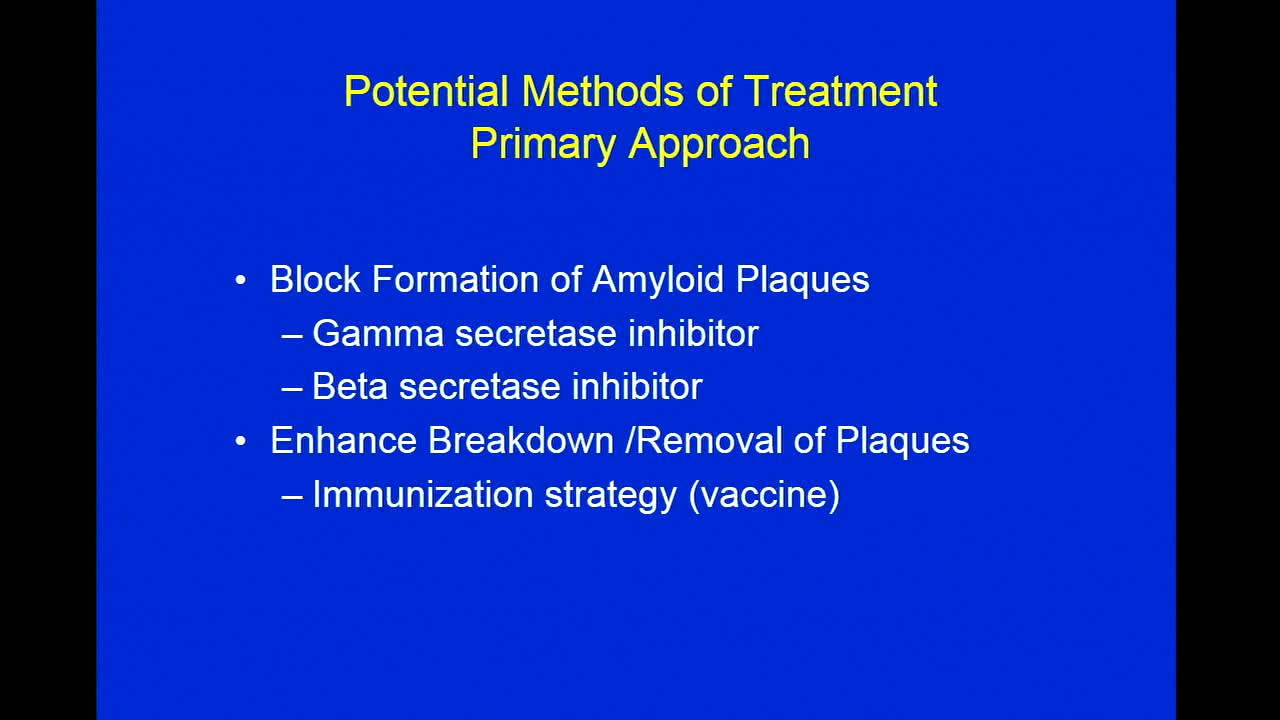 Potential Methods of Treatment
Primary Approach
• Block Formation of Amyloid Plaques
– Gamma secretase inhibitor
– Beta secretase inhibitor
• Enhance Breakdown /Removal of Plaques
– Immunization strategy (vaccine)